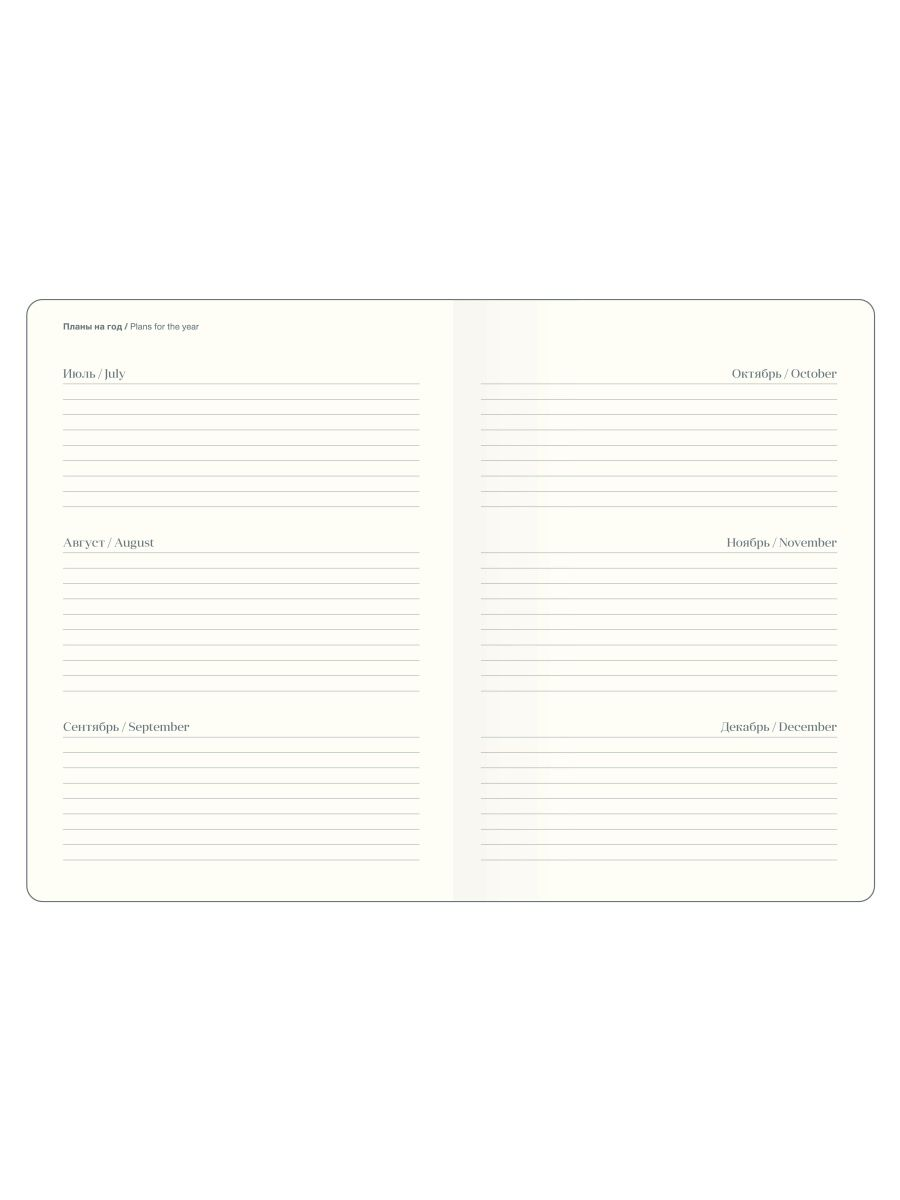 Планы на год / Plans for the year
Июль / July
Август / August
Сентябрь / September
Октябрь / October
Ноябрь / November
Декабрь / December